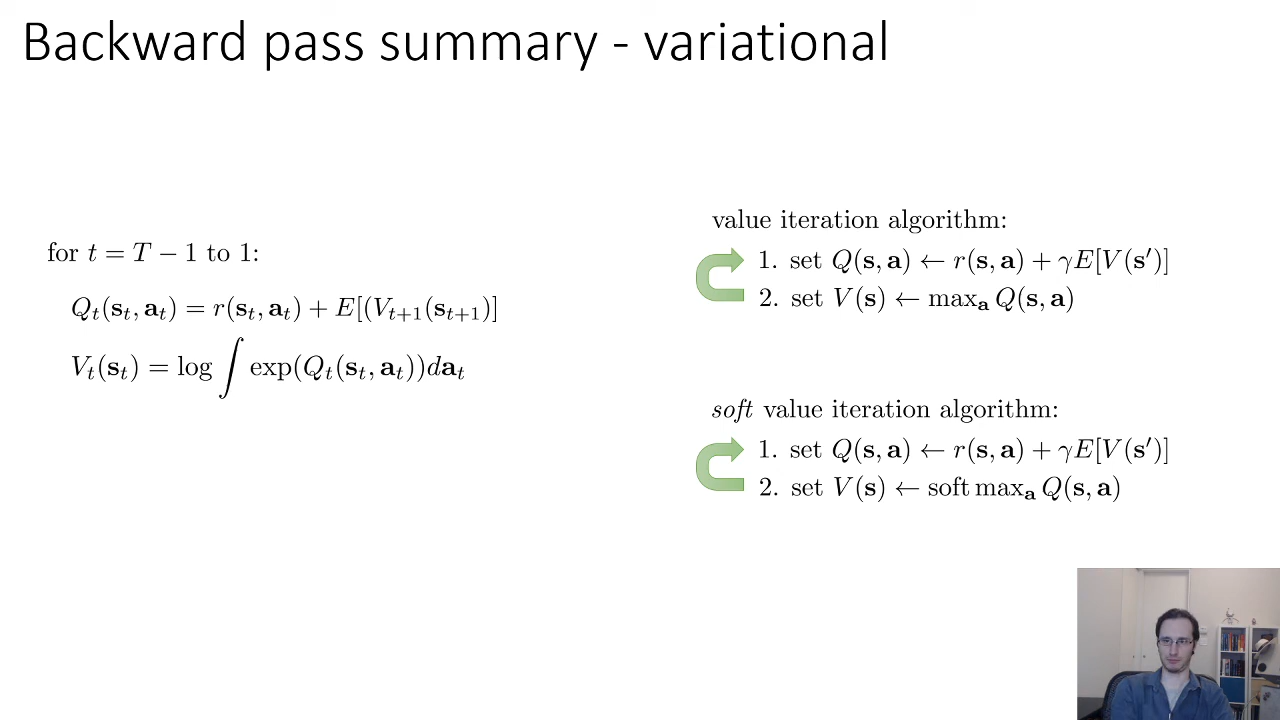 Backward pass summary - variational
for t = T − 1 to 1:
Q_t(s_t, a_t) = r(s_t, a_t) + E[(V_{t+1}(s_{t+1})]
V_t(s_t) = log ∫ exp(Q_t(s_t, a_t))da_t
value iteration algorithm:
1. set Q(s, a) ← r(s, a) + γE[V(s′)]
2. set V(s) ← max_a Q(s, a)
soft value iteration algorithm:
1. set Q(s, a) ← r(s, a) + γE[V(s′)]
2. set V(s) ← soft max_a Q(s, a)